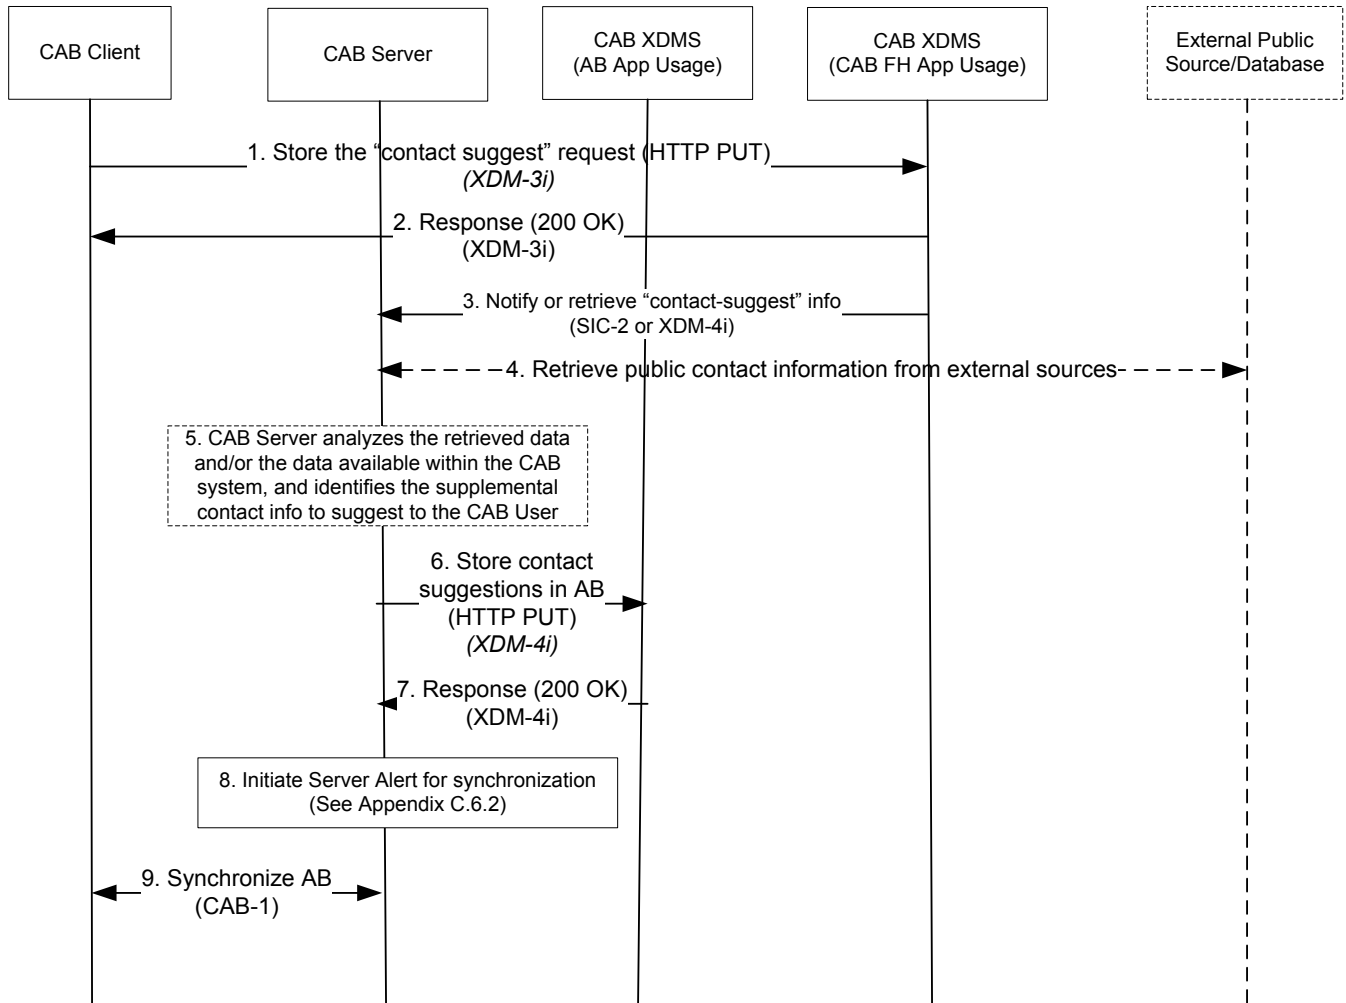 CAB Client
CAB Server
CAB XDMS
(AB App Usage)
CAB XDMS
(CAB FH App Usage)
External Public
Source/Database
1. Store the “contact suggest” request (HTTP PUT)
(XDM-3i)
2. Response (200 OK)
(XDM-3i)
3. Notify or retrieve “contact-suggest” info
(SIC-2 or XDM-4i)
4. Retrieve public contact information from external sources
5. CAB Server analyzes the retrieved data
and/or the data available within the CAB
system, and identifies the supplemental
contact info to suggest to the CAB User
6. Store contact
suggestions in AB
(HTTP PUT)
(XDM-4i)
7. Response (200 OK)
(XDM-4i)
8. Initiate Server Alert for synchronization
(See Appendix C.6.2)
9. Synchronize AB
(CAB-1)